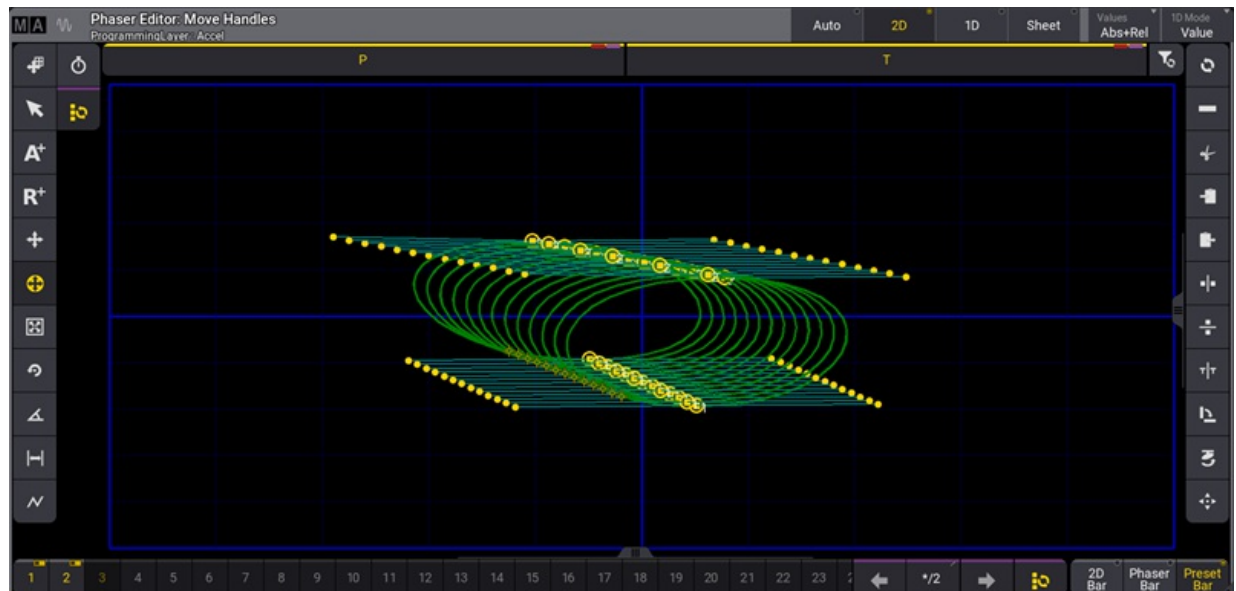 MA Phaser Editor: Move Handles
ProgrammingLayer Accel
Auto 2D 1D Sheet
Values
Abs+Rel
1D Mode
Value
P T
A+
R+
T|T
1 2 3 4 5 6 7 8 9 10 11 12 13 14 15 16 17 18 19 20 21 22 23
*/2
2D
Bar
Phaser
Bar
Preset
Bar